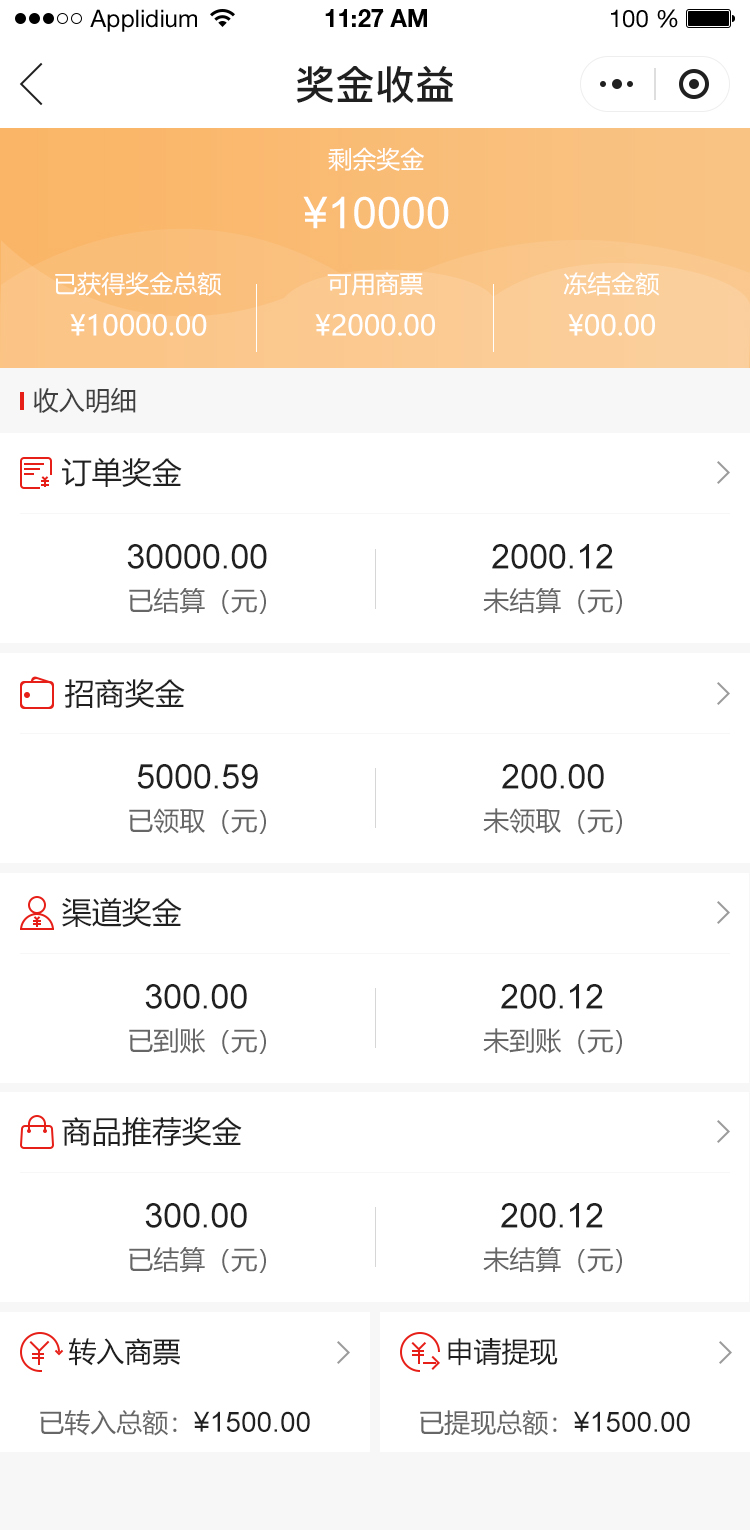 Applidium 11:27 AM 100 %
奖金收益
剩余奖金
¥10000
已获得奖金总额 可用商票 冻结金额
¥10000.00 ¥2000.00 ¥00.00
收入明细
订单奖金
30000.00 2000.12
已结算（元） 未结算（元）
招商奖金
5000.59 200.00
已领取（元） 未领取（元）
渠道奖金
300.00 200.12
已到账（元） 未到账（元）
商品推荐奖金
300.00 200.12
已结算（元） 未结算（元）
转入商票 申请提现
已转入总额：¥1500.00 已提现总额：¥1500.00